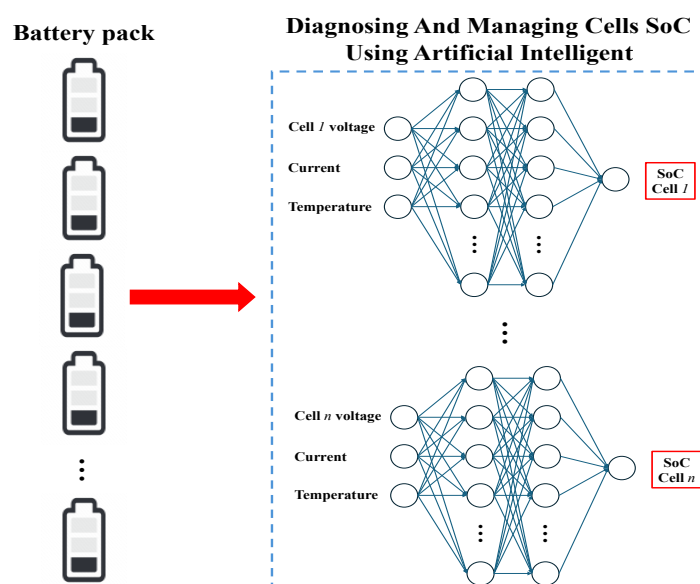 Battery pack
Diagnosing And Managing Cells SoC
Using Artificial Intelligent
Cell 1 voltage
Current
Temperature
SoC
Cell 1
Cell n voltage
Current
Temperature
SoC
Cell n